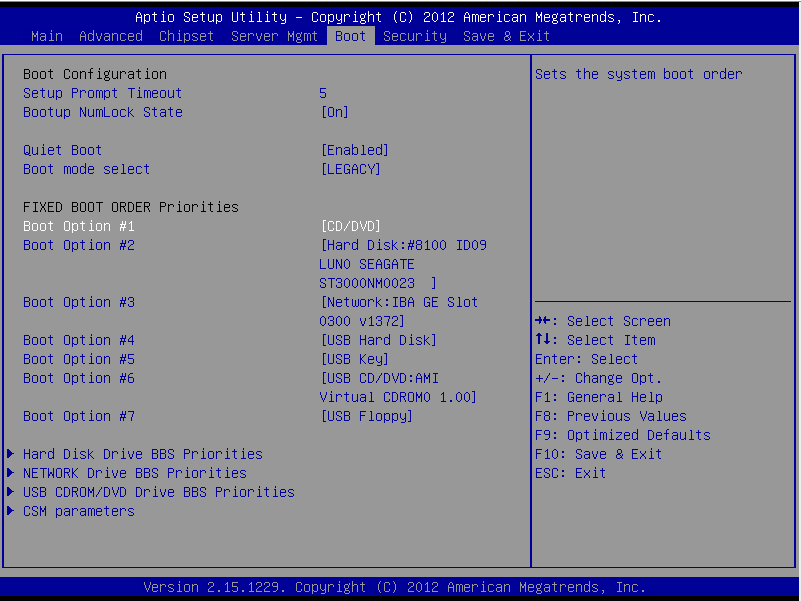 Aptio Setup Utility – Copyright (C) 2012 American Megatrends, Inc.
Main Advanced Chipset Server Mgmt Boot Security Save & Exit
Boot Configuration
Setup Prompt Timeout 5
Bootup NumLock State [On]
Quiet Boot [Enabled]
Boot mode select [LEGACY]
FIXED BOOT ORDER Priorities
Boot Option #1 [CD/DVD]
Boot Option #2 [Hard Disk:#8100 ID09
LUN0 SEAGATE
ST3000NM0023 ]
Boot Option #3 [Network:IBA GE Slot
0300 v1372]
Boot Option #4 [USB Hard Disk]
Boot Option #5 [USB Key]
Boot Option #6 [USB CD/DVD:AMI
Virtual CDROM0 1.00]
Boot Option #7 [USB Floppy]
Hard Disk Drive BBS Priorities
NETWORK Drive BBS Priorities
USB CDROM/DVD Drive BBS Priorities
CSM parameters
Sets the system boot order
→←: Select Screen
↑↓: Select Item
Enter: Select
+/-: Change Opt.
F1: General Help
F8: Previous Values
F9: Optimized Defaults
F10: Save & Exit
ESC: Exit
Version 2.15.1229. Copyright (C) 2012 American Megatrends, Inc.